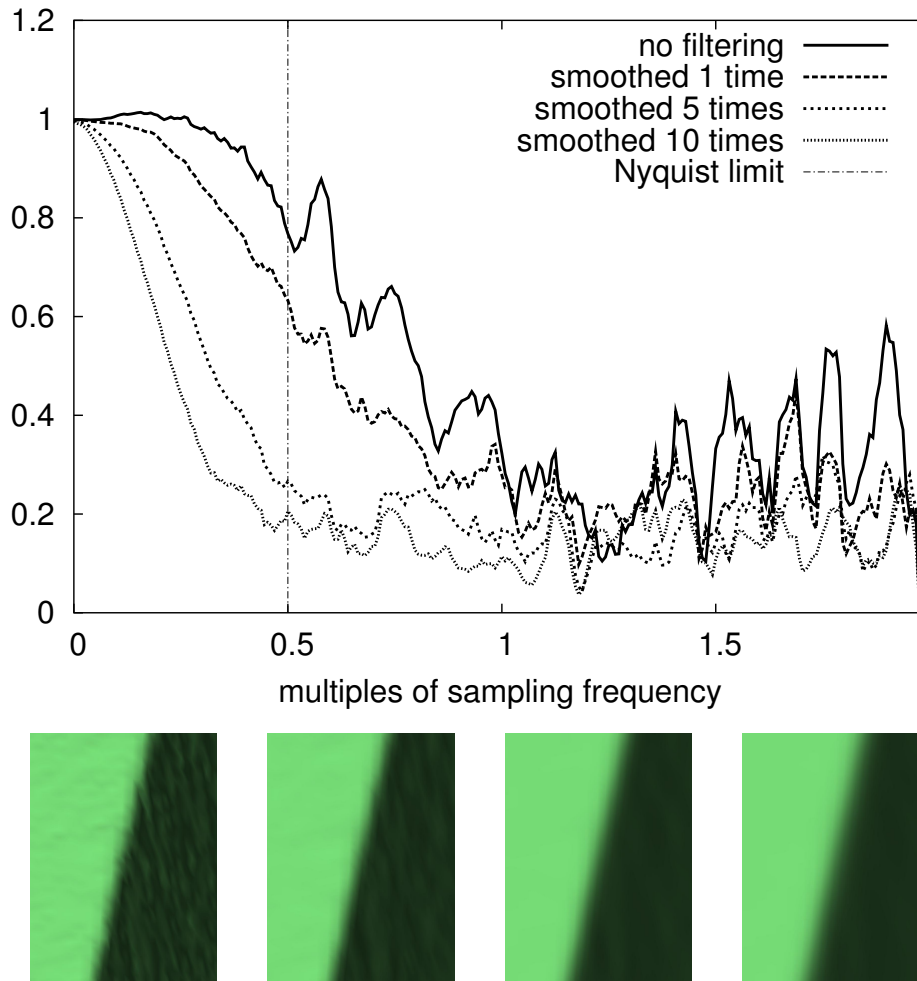 1.2
1
0.8
0.6
0.4
0.2
0
no filtering
smoothed 1 time
smoothed 5 times
smoothed 10 times
Nyquist limit
0 0.5 1 1.5
multiples of sampling frequency